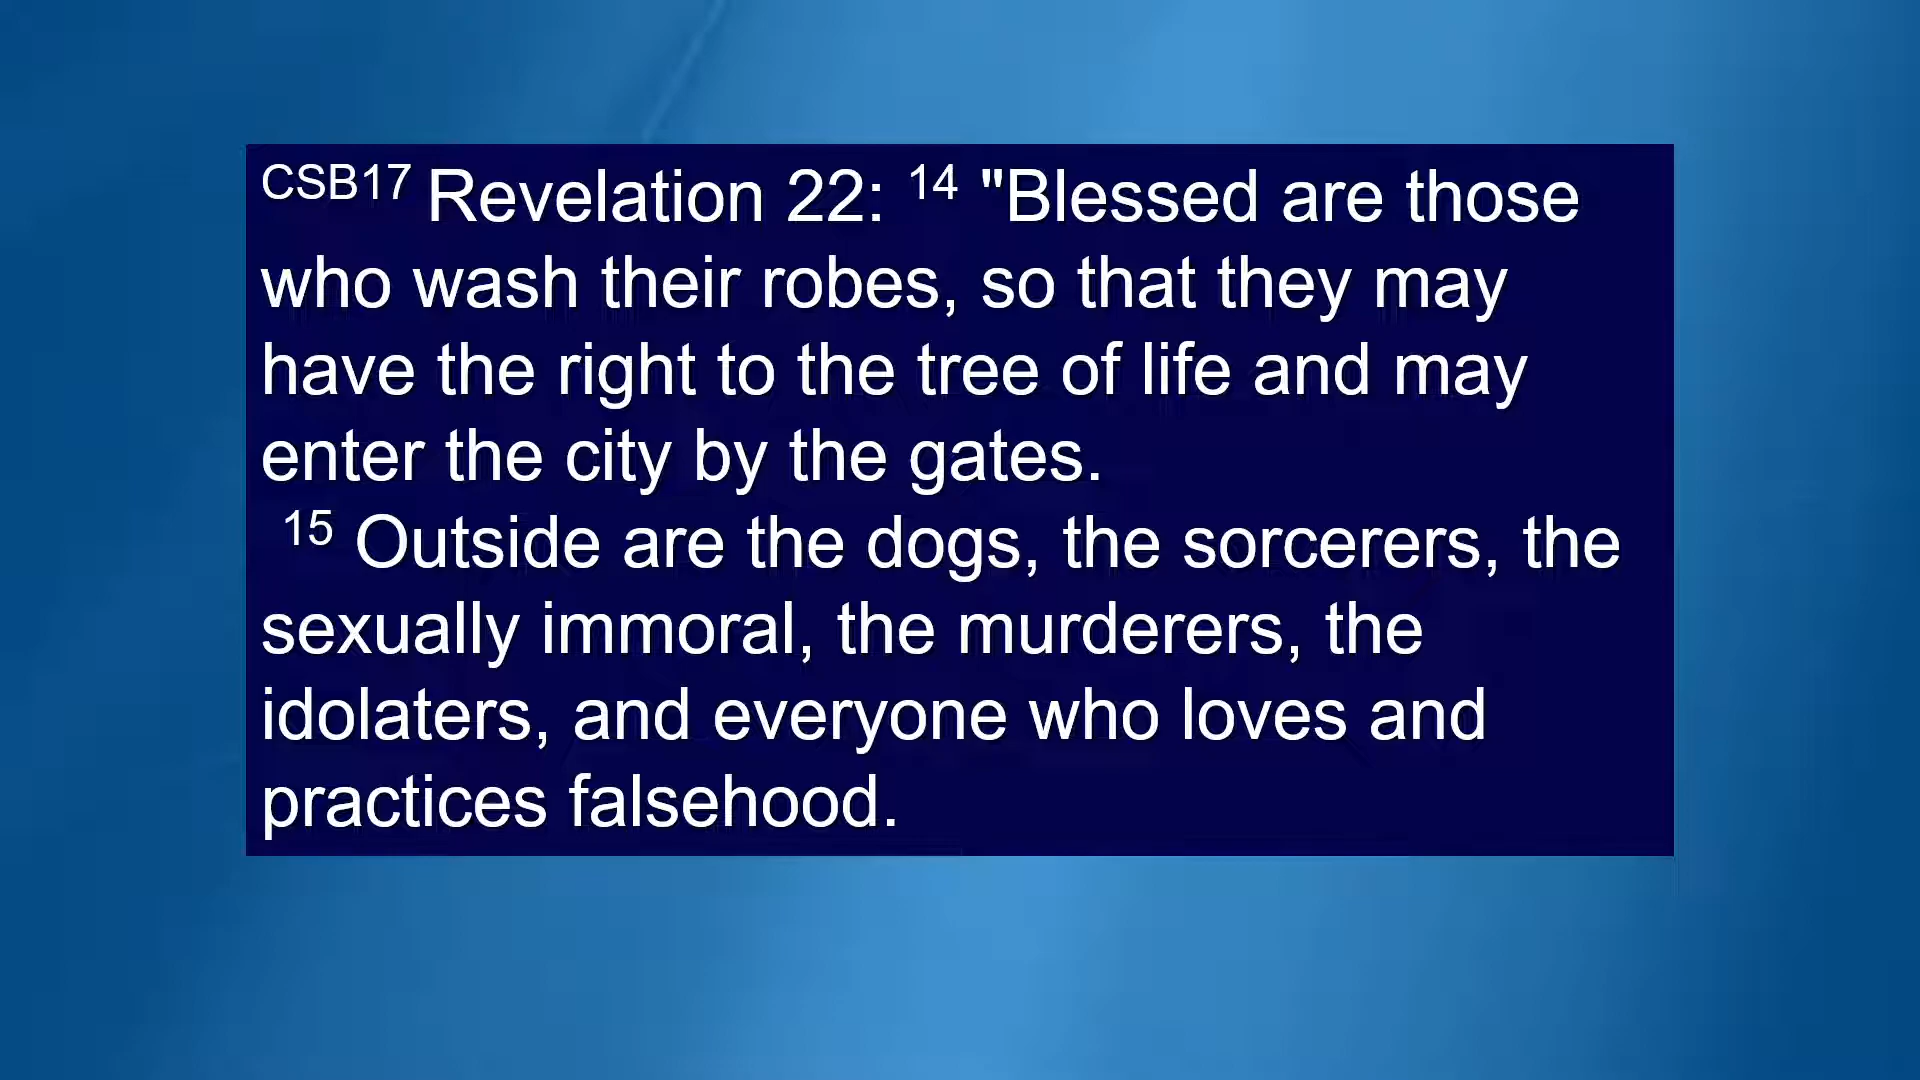 CSB17 Revelation 22: 14 "Blessed are those
who wash their robes, so that they may
have the right to the tree of life and may
enter the city by the gates.
15 Outside are the dogs, the sorcerers, the
sexually immoral, the murderers, the
idolaters, and everyone who loves and
practices falsehood.